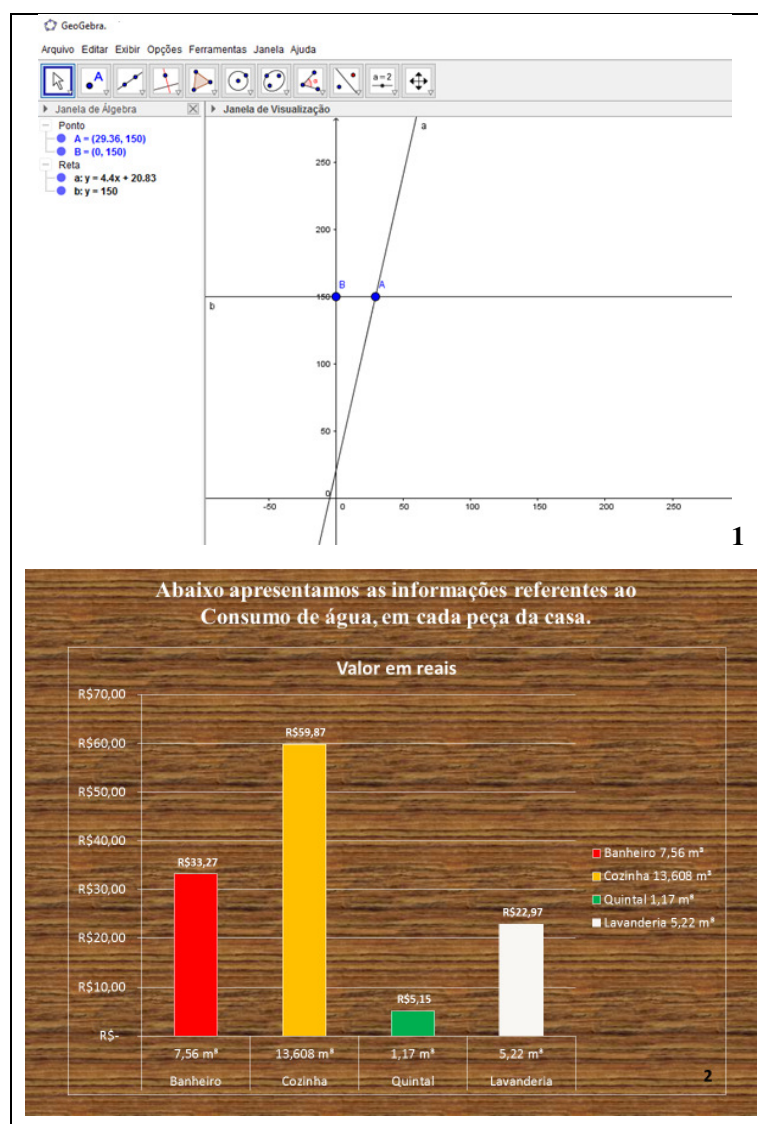 GeoGebra.
Arquivo Editar Exibir Opções Ferramentas Janela Ajuda
A
a=2
Janela de Álgebra
Janela de Visualização
Ponto
A = (29.36, 150)
B = (0, 150)
Reta
a: y = 4.4x + 20.83
b: y = 150
a
250
200
B
A
150
b
100
50
0
-50
0
50
100
150
200
250
1
Abaixo apresentamos as informações referentes ao
Consumo de água, em cada peça da casa.
Valor em reais
R$70,00
R$60,00
R$50,00
R$40,00
R$30,00
R$20,00
R$10,00
R$-
R$33,27
R$59,87
R$5,15
R$22,97
7,56 m³
13,608 m³
1,17 m³
5,22 m³
Banheiro
Cozinha
Quintal
Lavanderia
Banheiro 7,56 m³
Cozinha 13,608 m³
Quintal 1,17 m³
Lavanderia 5,22 m³
2